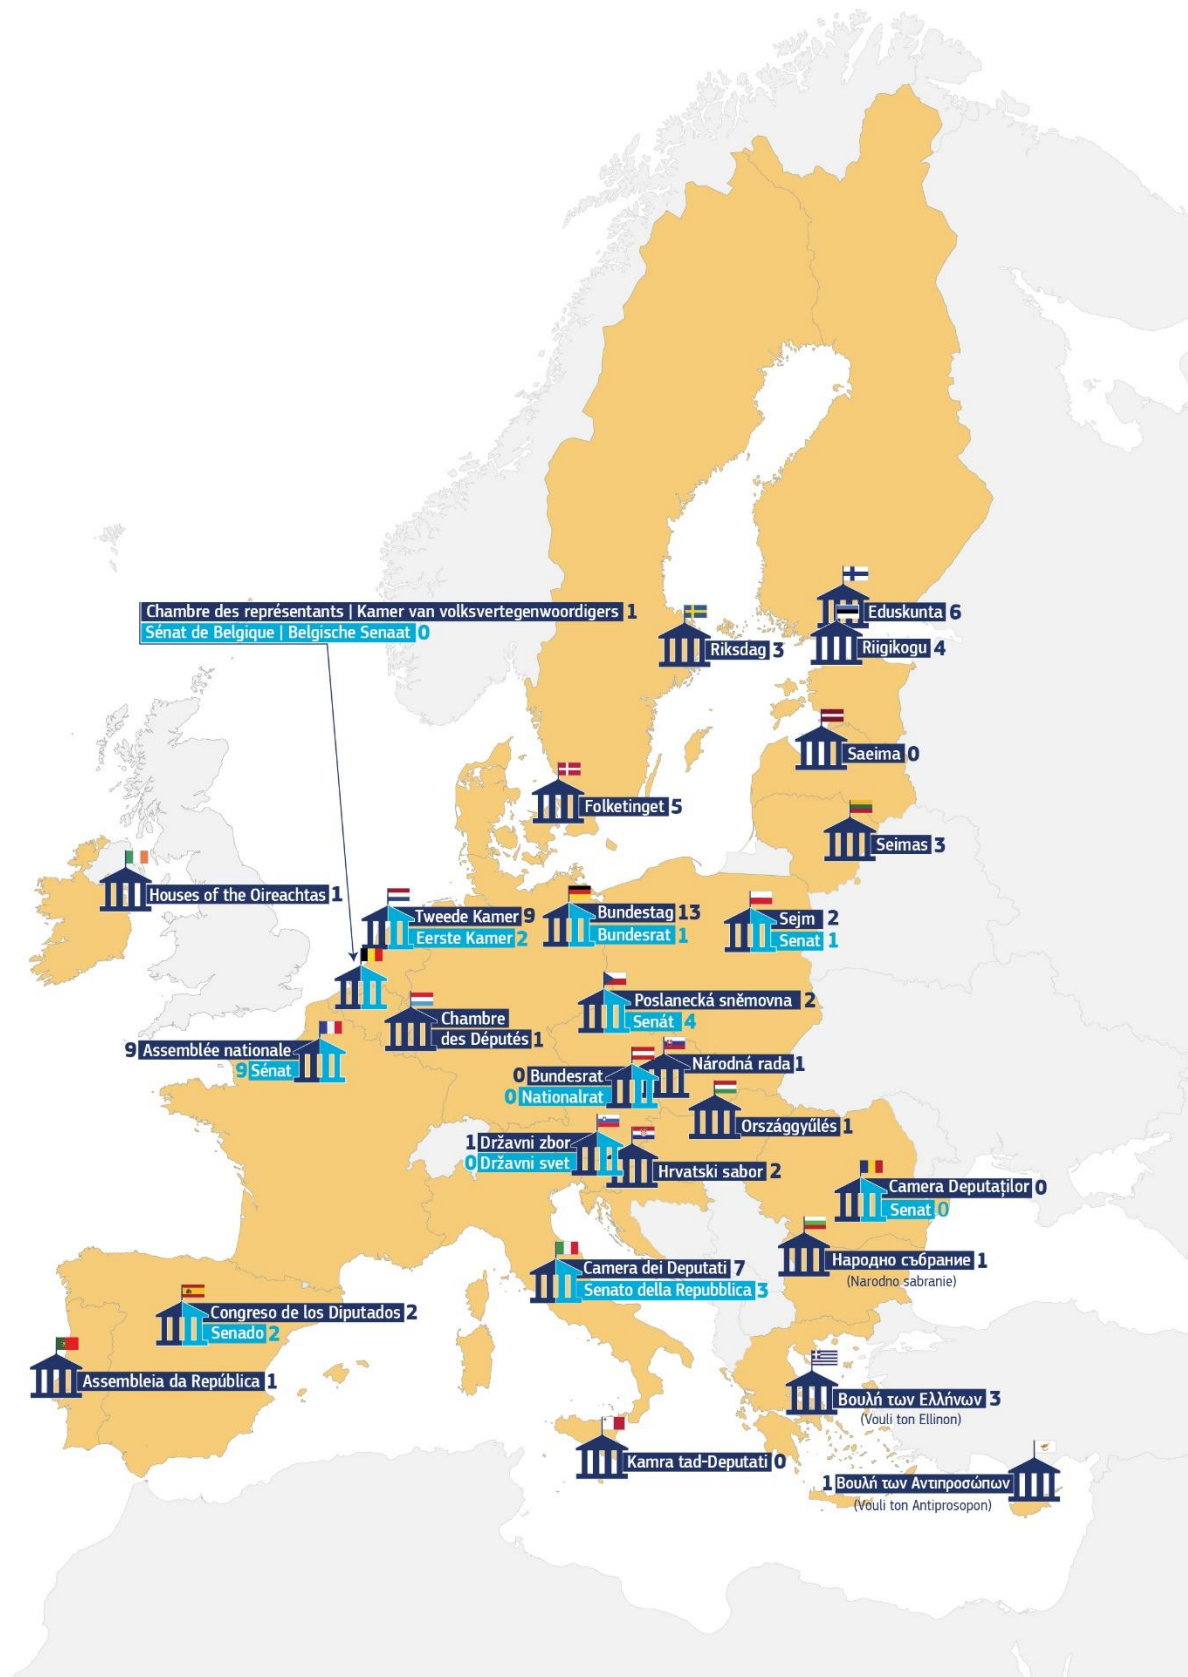 Chambre des représentants | Kamer van volksvertegenwoordigers 1
Sénat de Belgique | Belgische Senaat 0
Eduskunta 6
Riksdag 3
Riigikogu 4
Saeima 0
Folketinget 5
Seimas 3
Houses of the Oireachtas 1
Tweede Kamer 9
Eerste Kamer 2
Bundestag 13
Bundesrat 1
Sejm 2
Senat 1
Poslanecká sněmovna 2
Senát 4
Chambre
des Députés 1
9 Assemblée nationale
9 Sénat
Národná rada 1
0 Bundesrat
0 Nationalrat
Országgyűlés 1
1 Državni zbor
0 Državni svet
Hrvatski sabor 2
Camera Deputaților 0
Senat 0
Народно събрание 1
(Narodno sabranie)
Camera dei Deputati 7
Senato della Repubblica 3
Congreso de los Diputados 2
Senado 2
Assembleia da República 1
Βουλή των Ελλήνων 3
(Vouli ton Ellinon)
Kamra tad-Deputati 0
1 Βουλή των Αντιπροσώπων
(Vouli ton Antiprosopon)